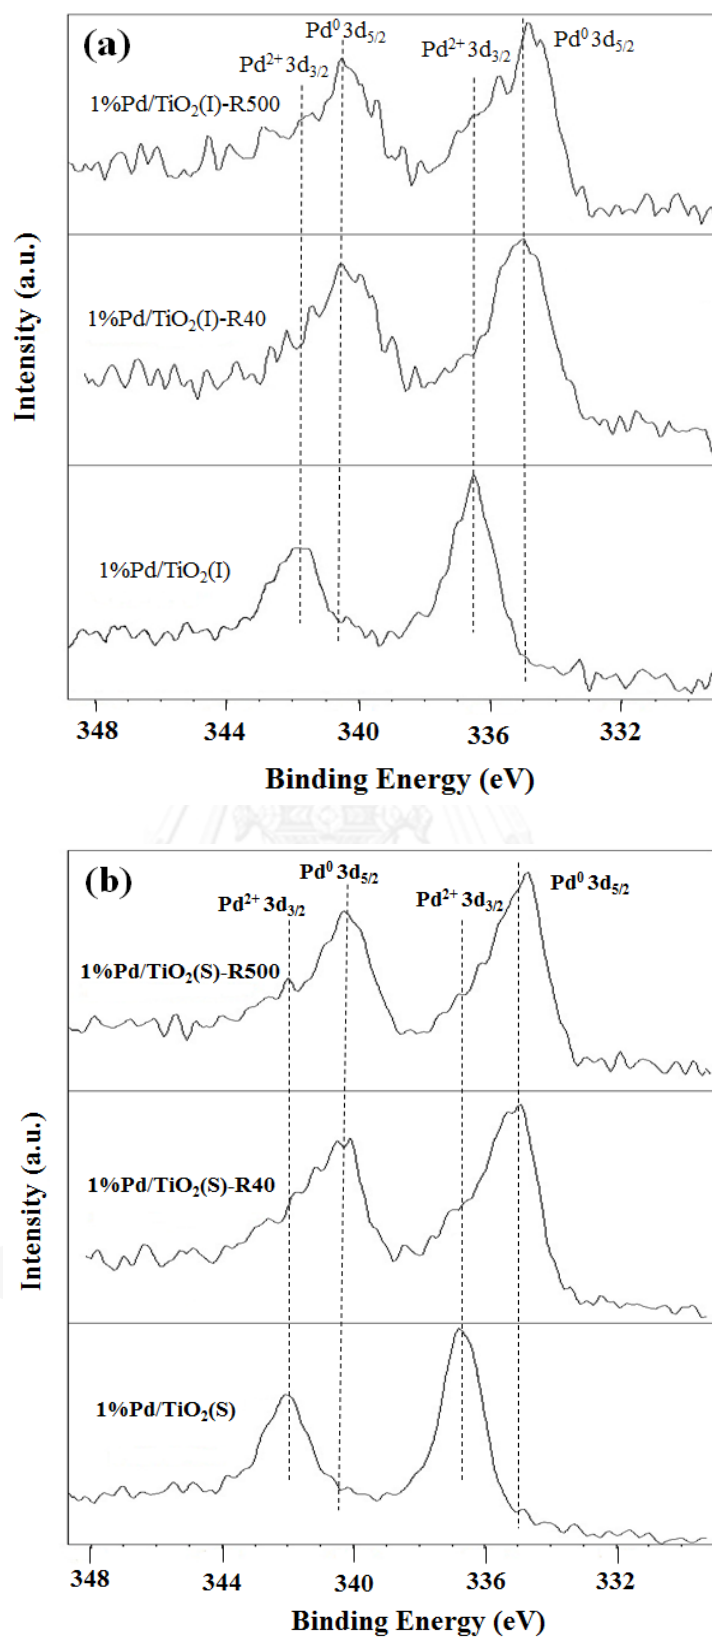 (a)
Pd⁰ 3d₅/₂
Pd²⁺ 3d₃/₂
Pd²⁺ 3d₃/₂
Pd⁰ 3d₅/₂
1%Pd/TiO₂(I)-R500
1%Pd/TiO₂(I)-R40
1%Pd/TiO₂(I)
Intensity (a.u.)
348 344 340 336 332
Binding Energy (eV)
(b)
Pd⁰ 3d₅/₂
Pd²⁺ 3d₃/₂
Pd²⁺ 3d₃/₂
Pd⁰ 3d₅/₂
1%Pd/TiO₂(S)-R500
1%Pd/TiO₂(S)-R40
1%Pd/TiO₂(S)
Intensity (a.u.)
348 344 340 336 332
Binding Energy (eV)